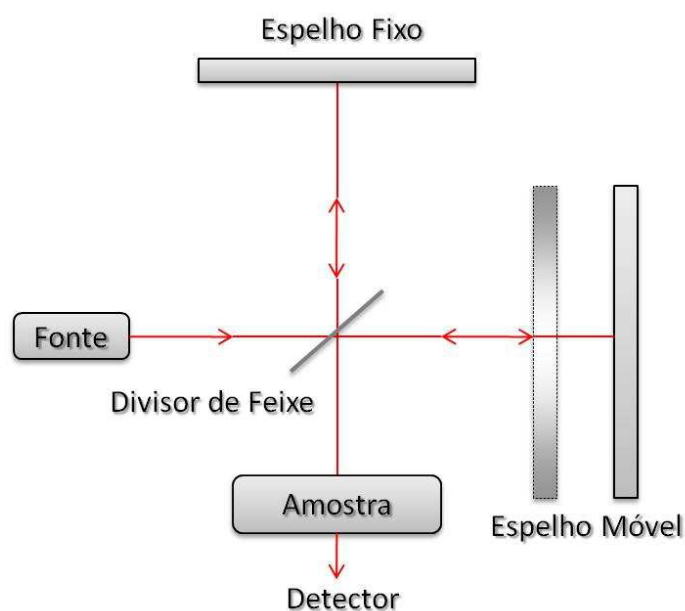 Espelho Fixo
Fonte
Divisor de Feixe
Amostra
Espelho Móvel
Detector